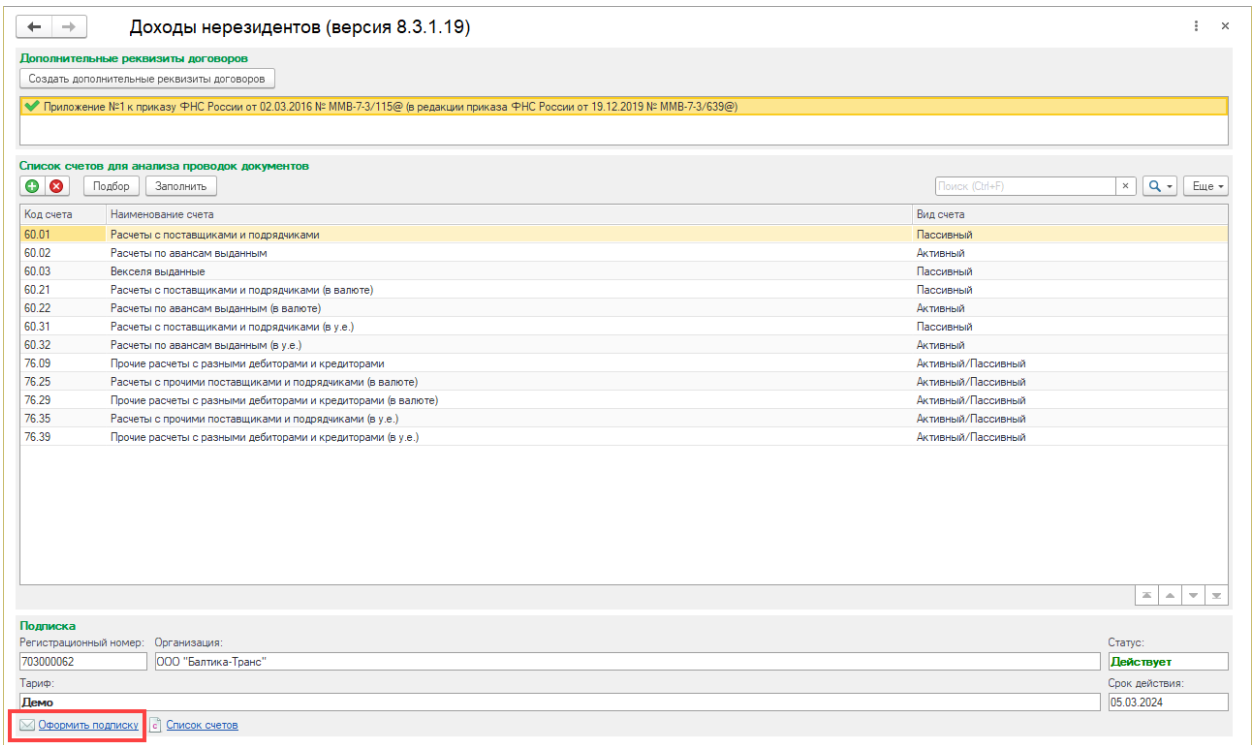 Доходы нерезидентов (версия 8.3.1.19)
Дополнительные реквизиты договоров
Создать дополнительные реквизиты договоров
Приложение №1 к приказу ФНС России от 02.03.2016 № ММВ-7-3/115@ (в редакции приказа ФНС России от 19.12.2019 № ММВ-7-3/639@)
Список счетов для анализа проводок документов
Подбор Заполнить Поиск (Ctrl+F) × Еще
Код счета Наименование счета Вид счета
60.01 Расчеты с поставщиками и подрядчиками Пассивный
60.02 Расчеты по авансам выданным Активный
60.03 Векселя выданные Пассивный
60.21 Расчеты с поставщиками и подрядчиками (в валюте) Пассивный
60.22 Расчеты по авансам выданным (в валюте) Активный
60.31 Расчеты с поставщиками и подрядчиками (в у.е.) Пассивный
60.32 Расчеты по авансам выданным (в у.е.) Активный
76.09 Прочие расчеты с разными дебиторами и кредиторами Активный/Пассивный
76.25 Расчеты с прочими поставщиками и подрядчиками (в валюте) Активный/Пассивный
76.29 Прочие расчеты с разными дебиторами и кредиторами (в валюте) Активный/Пассивный
76.35 Расчеты с прочими поставщиками и подрядчиками (в у.е.) Активный/Пассивный
76.39 Прочие расчеты с разными дебиторами и кредиторами (в у.е.) Активный/Пассивный
Подписка
Регистрационный номер: Организация: Статус:
703000062 ООО "Балтика-Транс" Действует
Тариф: Срок действия:
Демо 05.03.2024
Оформить подписку Список счетов